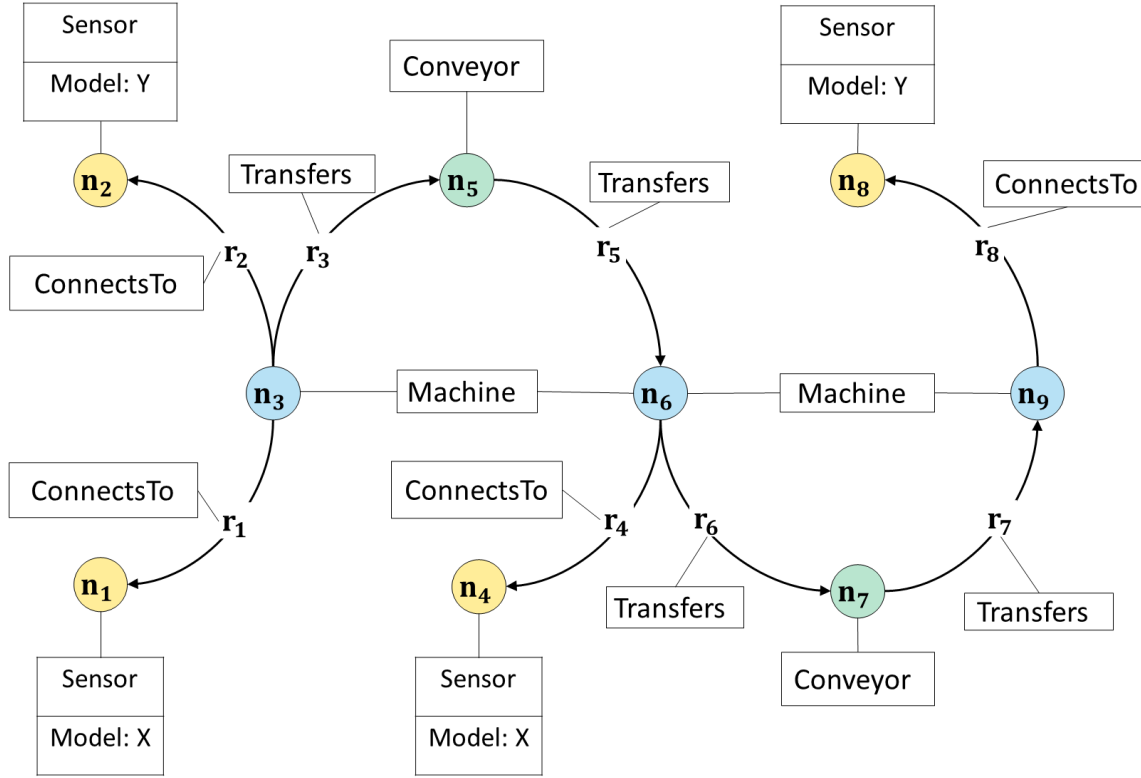 Sensor
Model: Y
Sensor
Model: Y
Conveyor
n₂
Transfers
n₅
Transfers
n₈
ConnectsTo
r₂
r₃
r₅
r₈
ConnectsTo
n₃
Machine
n₆
Machine
n₉
ConnectsTo
ConnectsTo
r₁
r₄
r₆
r₇
n₁
n₄
n₇
Transfers
Transfers
Sensor
Model: X
Sensor
Model: X
Conveyor